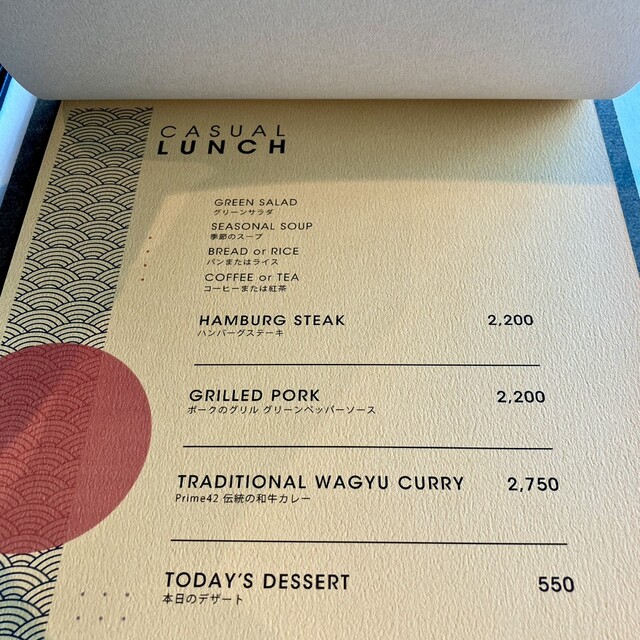 CASUAL
LUNCH
GREEN SALAD
グリーンサラダ
SEASONAL SOUP
季節のスープ
BREAD or RICE
パンまたはライス
COFFEE or TEA
コーヒーまたは紅茶
HAMBURG STEAK 2,200
ハンバーグステーキ
GRILLED PORK 2,200
ポークのグリル グリーンペッパーソース
TRADITIONAL WAGYU CURRY 2,750
Prime42 伝統の和牛カレー
TODAY'S DESSERT 550
本日のデザート